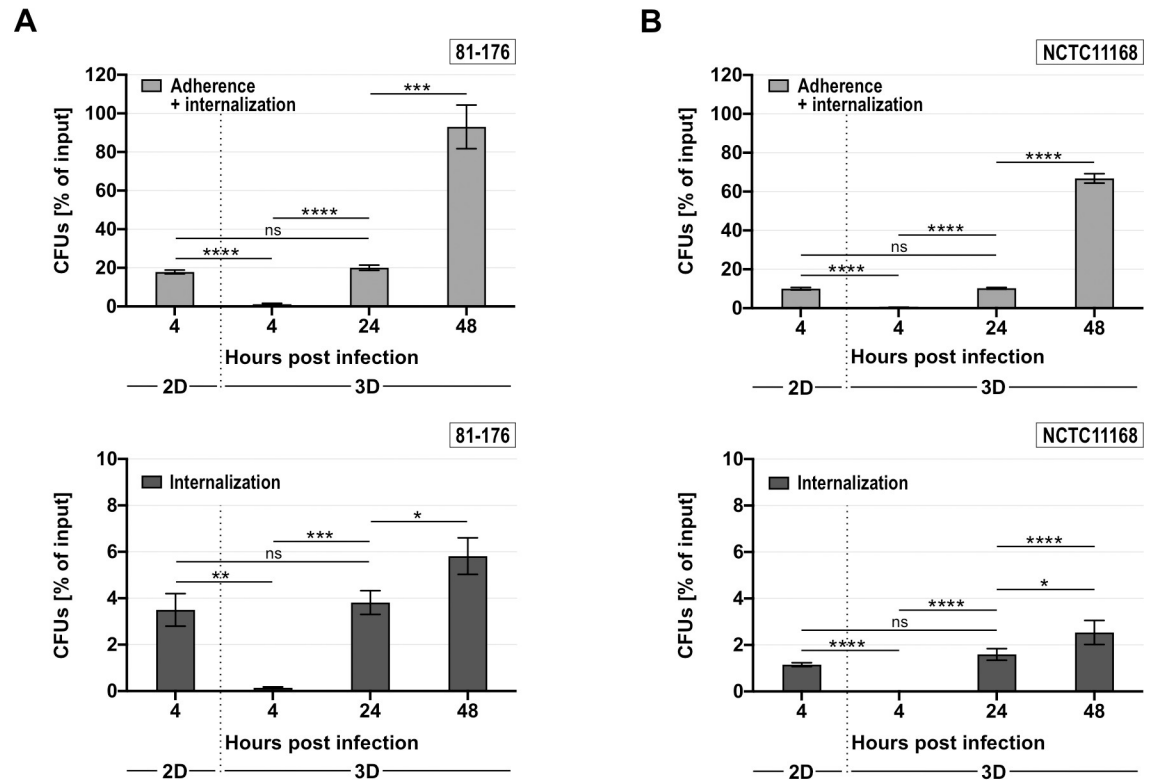 A
81-176
120
100
80
60
40
20
0
CFUs [% of input]
Adherence
+ internalization
***
****
ns
****
4 4 24 48
Hours post infection
2D 3D
B
NCTC11168
120
100
80
60
40
20
0
CFUs [% of input]
Adherence
+ internalization
****
****
ns
****
4 4 24 48
Hours post infection
2D 3D
81-176
10
8
6
4
2
0
CFUs [% of input]
Internalization
*
***
ns
**
4 4 24 48
Hours post infection
2D 3D
NCTC11168
10
8
6
4
2
0
CFUs [% of input]
Internalization
****
*
****
ns
****
4 4 24 48
Hours post infection
2D 3D